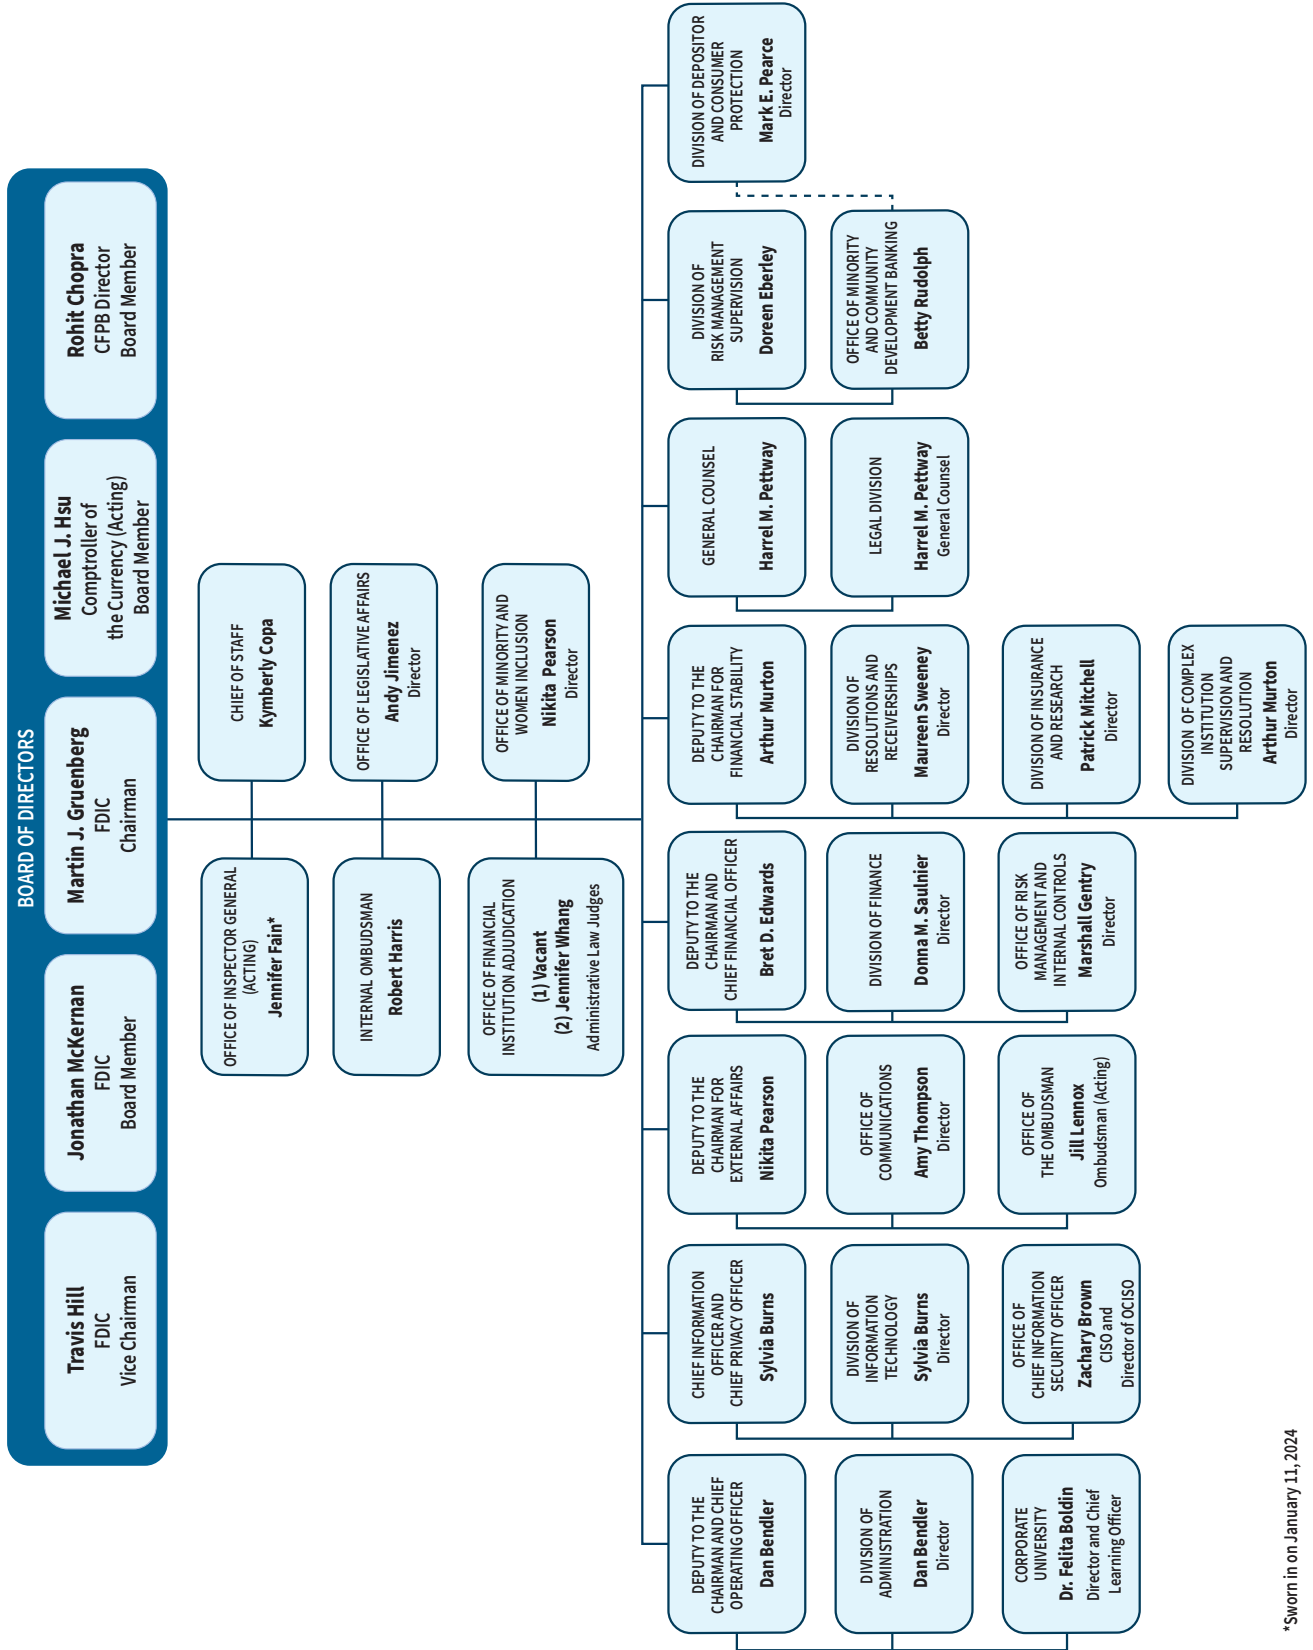 BOARD OF DIRECTORS
Travis Hill
FDIC
Vice Chairman
Jonathan McKernan
FDIC
Board Member
Martin J. Gruenberg
FDIC
Chairman
Michael J. Hsu
Comptroller of
the Currency (Acting)
Board Member
Rohit Chopra
CFPB Director
Board Member
OFFICE OF INSPECTOR GENERAL
(ACTING)
Jennifer Fain*
CHIEF OF STAFF
Kymberly Copa
INTERNAL OMBUDSMAN
Robert Harris
OFFICE OF LEGISLATIVE AFFAIRS
Andy Jimenez
Director
OFFICE OF FINANCIAL
INSTITUTION ADJUDICATION
(1) Vacant
(2) Jennifer Whang
Administrative Law Judges
OFFICE OF MINORITY AND
WOMEN INCLUSION
Nikita Pearson
Director
DEPUTY TO THE
CHAIRMAN AND CHIEF
OPERATING OFFICER
Dan Bendler
DIVISION OF
ADMINISTRATION
Dan Bendler
Director
CORPORATE
UNIVERSITY
Dr. Felita Boldin
Director and Chief
Learning Officer
CHIEF INFORMATION
OFFICER AND
CHIEF PRIVACY OFFICER
Sylvia Burns
DIVISION OF
INFORMATION
TECHNOLOGY
Sylvia Burns
Director
OFFICE OF
CHIEF INFORMATION
SECURITY OFFICER
Zachary Brown
CISO and
Director of OCISO
DEPUTY TO THE
CHAIRMAN FOR
EXTERNAL AFFAIRS
Nikita Pearson
OFFICE OF
COMMUNICATIONS
Amy Thompson
Director
OFFICE OF
THE OMBUDSMAN
Jill Lennox
Ombudsman (Acting)
DEPUTY TO THE
CHAIRMAN AND
CHIEF FINANCIAL OFFICER
Bret D. Edwards
DIVISION OF FINANCE
Donna M. Saulnier
Director
OFFICE OF RISK
MANAGEMENT AND
INTERNAL CONTROLS
Marshall Gentry
Director
DEPUTY TO THE
CHAIRMAN FOR
FINANCIAL STABILITY
Arthur Murton
DIVISION OF
RESOLUTIONS AND
RECEIVERSHIPS
Maureen Sweeney
Director
DIVISION OF INSURANCE
AND RESEARCH
Patrick Mitchell
Director
DIVISION OF COMPLEX
INSTITUTION
SUPERVISION AND
RESOLUTION
Arthur Murton
Director
GENERAL COUNSEL
Harrel M. Pettway
LEGAL DIVISION
Harrel M. Pettway
General Counsel
DIVISION OF
RISK MANAGEMENT
SUPERVISION
Doreen Eberley
OFFICE OF MINORITY
AND COMMUNITY
DEVELOPMENT BANKING
Betty Rudolph
DIVISION OF DEPOSITOR
AND CONSUMER
PROTECTION
Mark E. Pearce
Director
*Sworn in on January 11, 2024